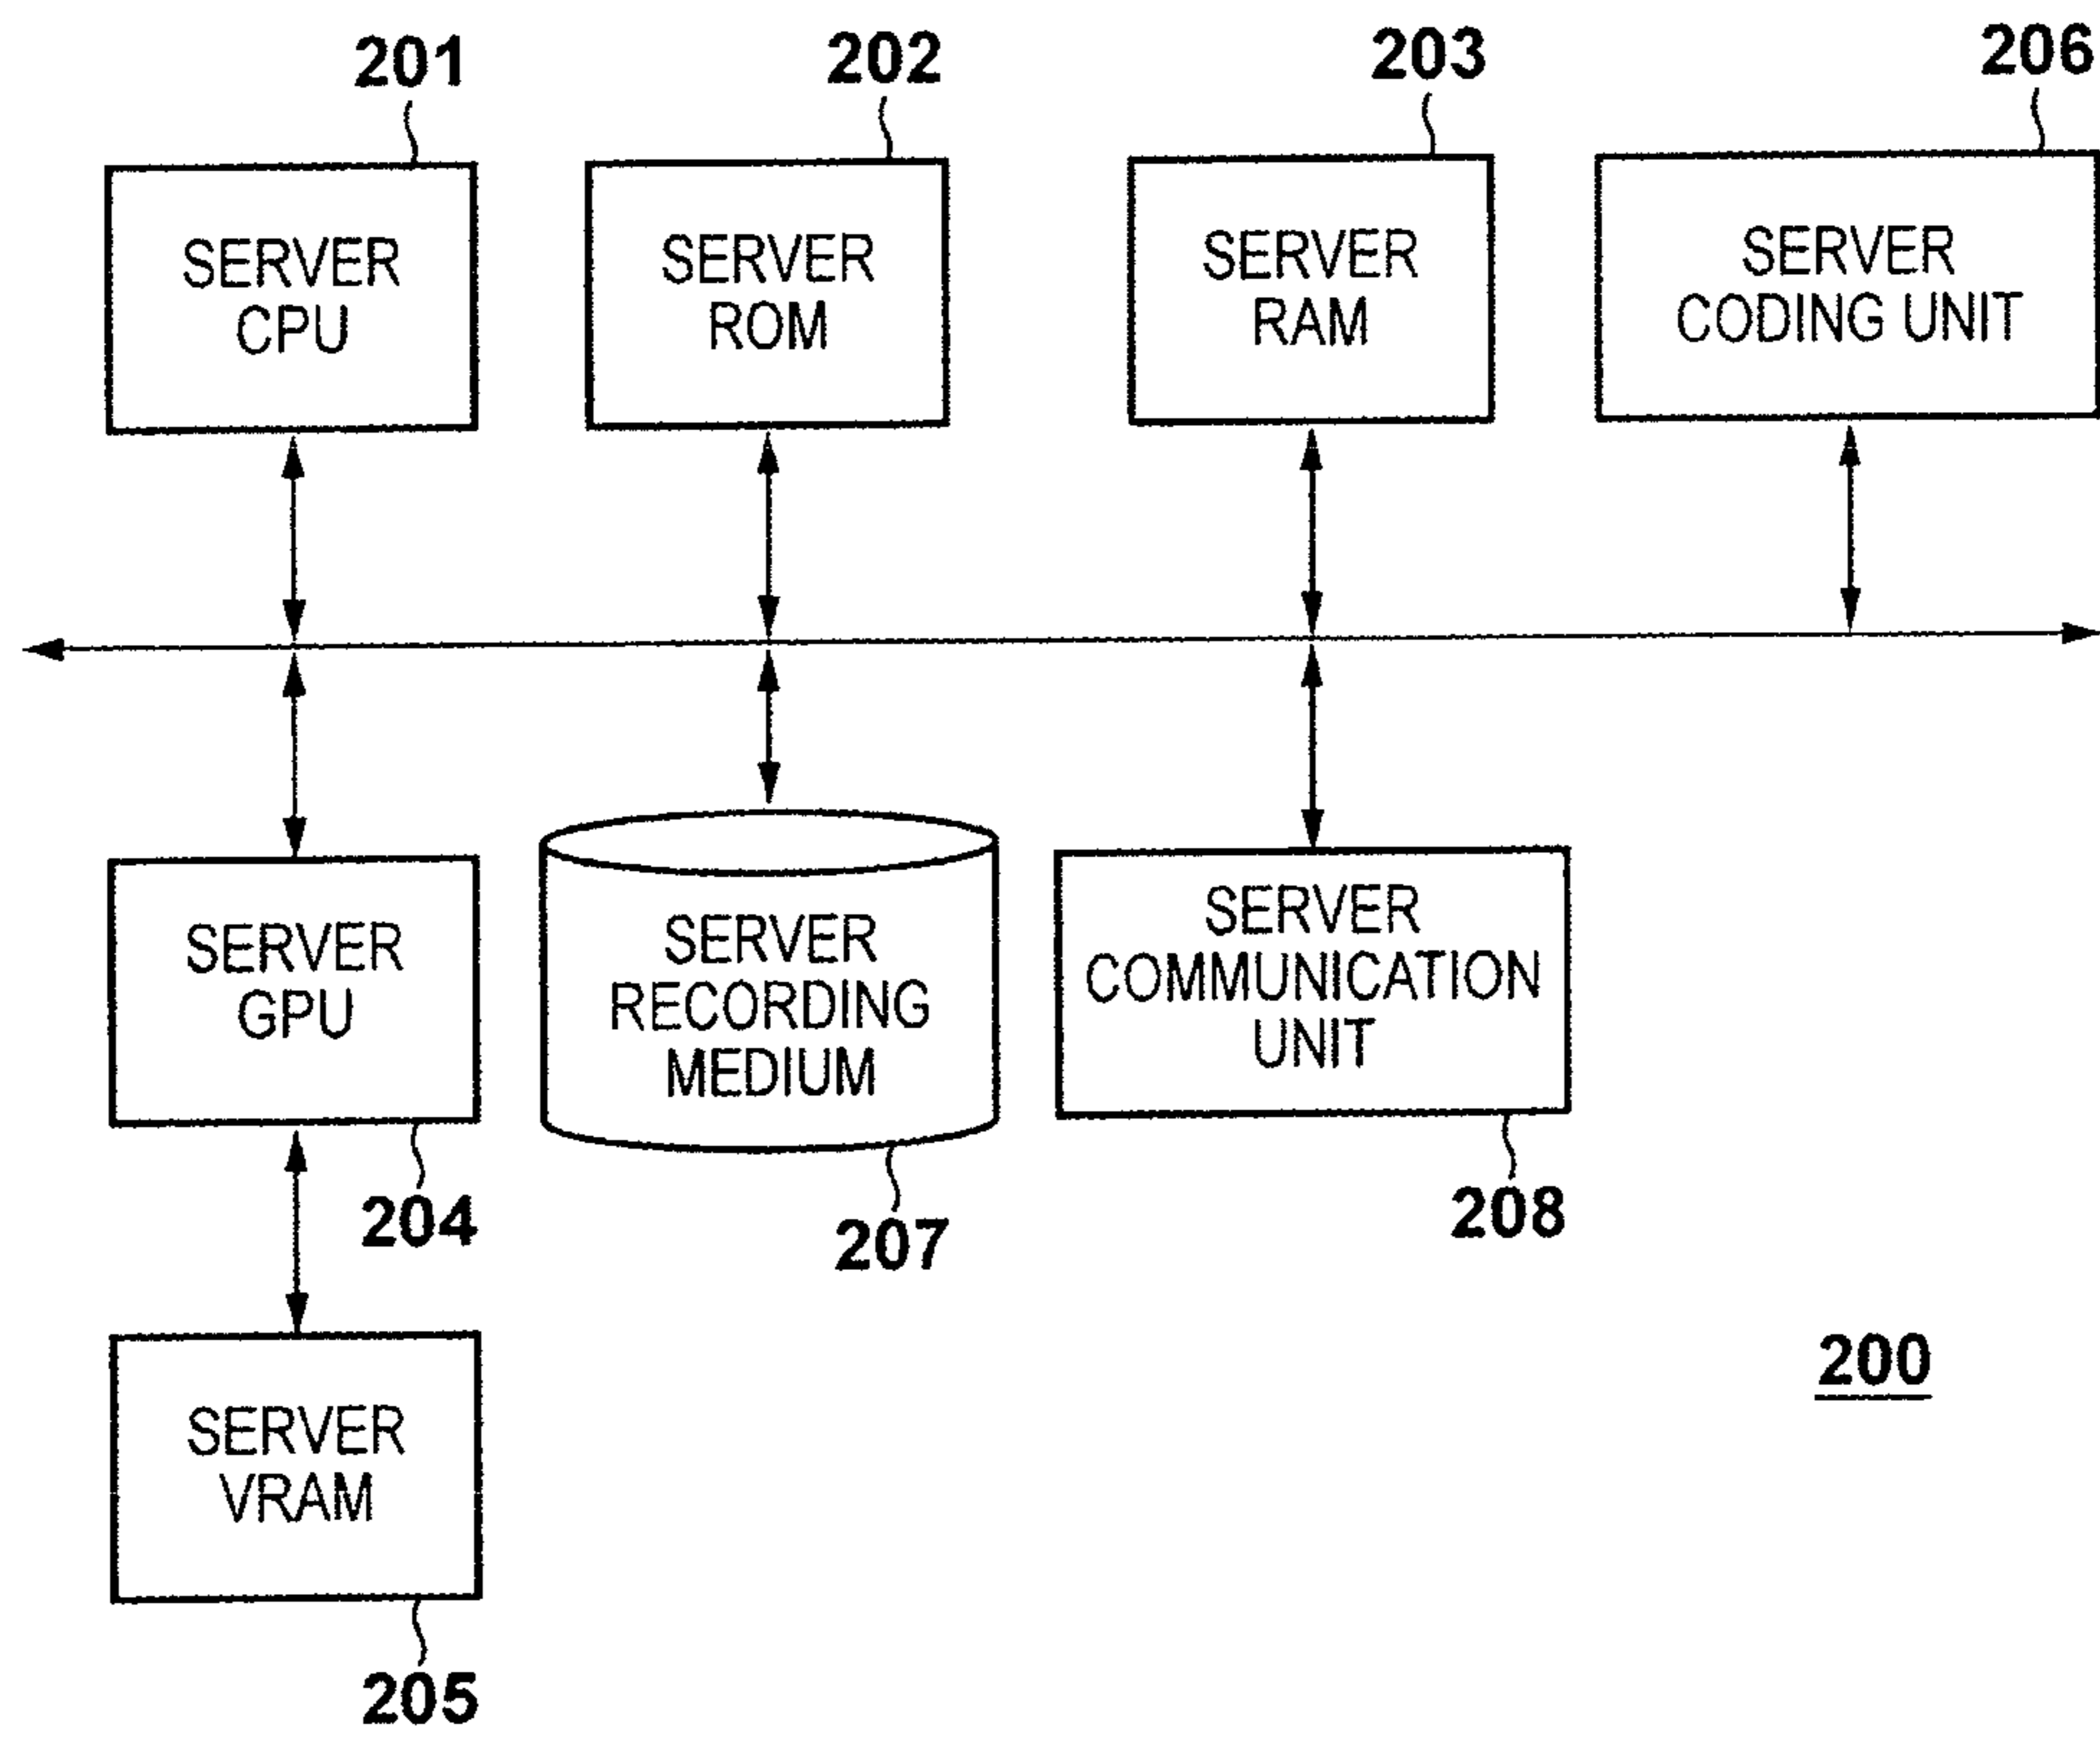 201
202
203
206
SERVER
CPU
SERVER
ROM
SERVER
RAM
SERVER
CODING UNIT
SERVER
GPU
SERVER
RECORDING
MEDIUM
SERVER
COMMUNICATION
UNIT
204
207
208
SERVER
VRAM
200
205